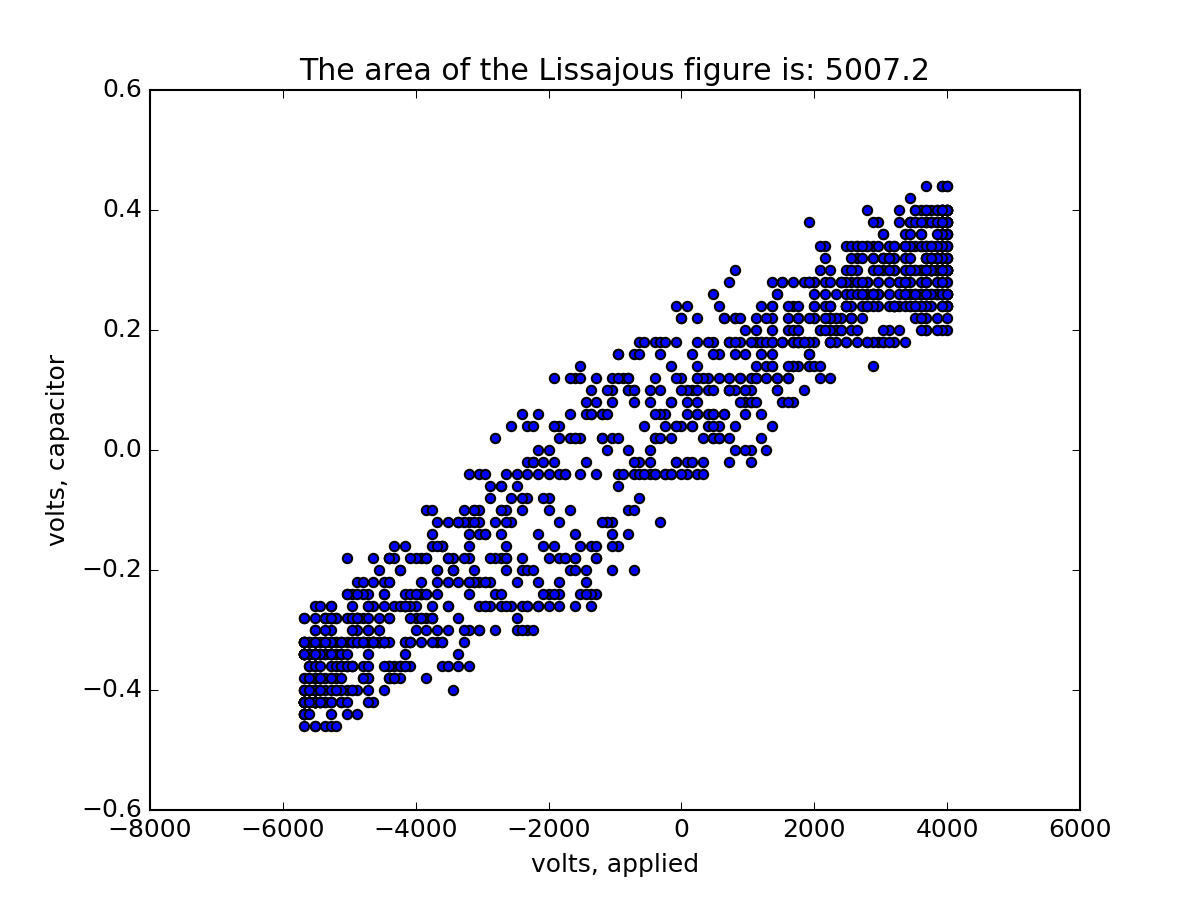 The area of the Lissajous figure is: 5007.2
0.6
0.4
0.2
0.0
−0.2
−0.4
−0.6
volts, capacitor
−8000 −6000 −4000 −2000 0 2000 4000 6000
volts, applied